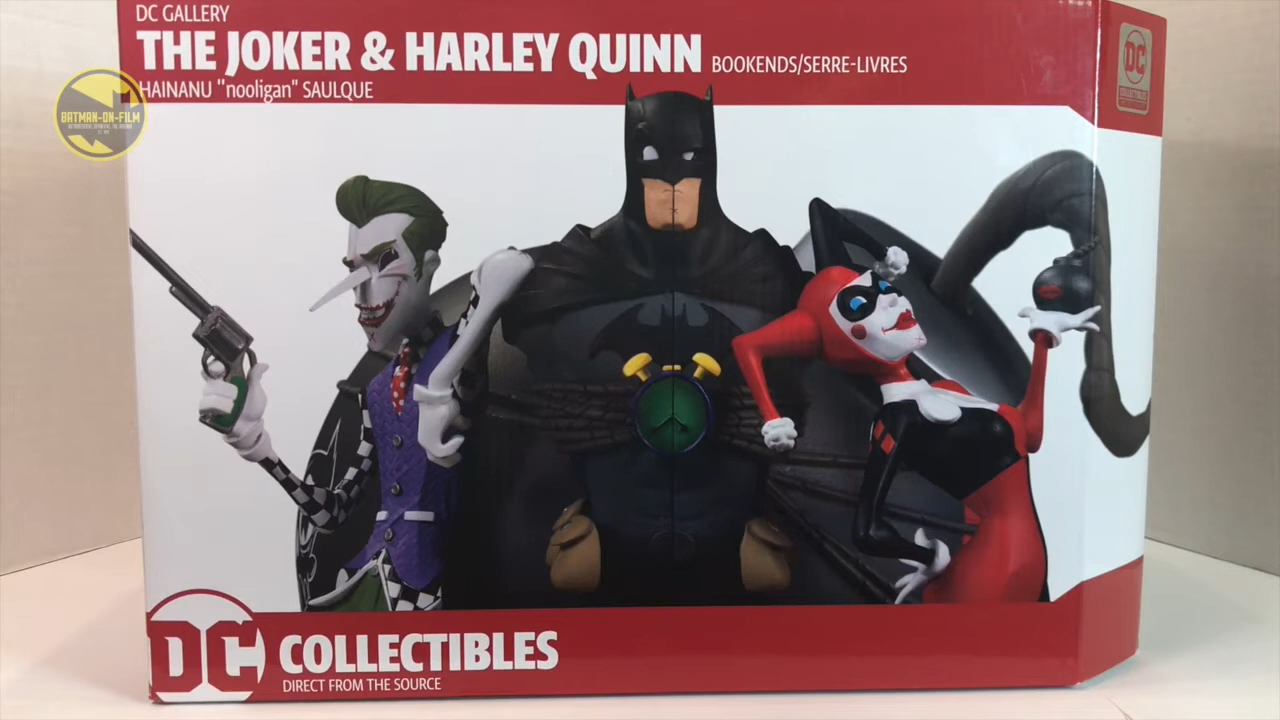 DC GALLERY
THE JOKER & HARLEY QUINN BOOKENDS/SERRE-LIVRES
HAINANU "nooligan" SAULQUE
DC
COLLECTIBLES
BATMAN-ON-FILM
DC COLLECTIBLES
DIRECT FROM THE SOURCE